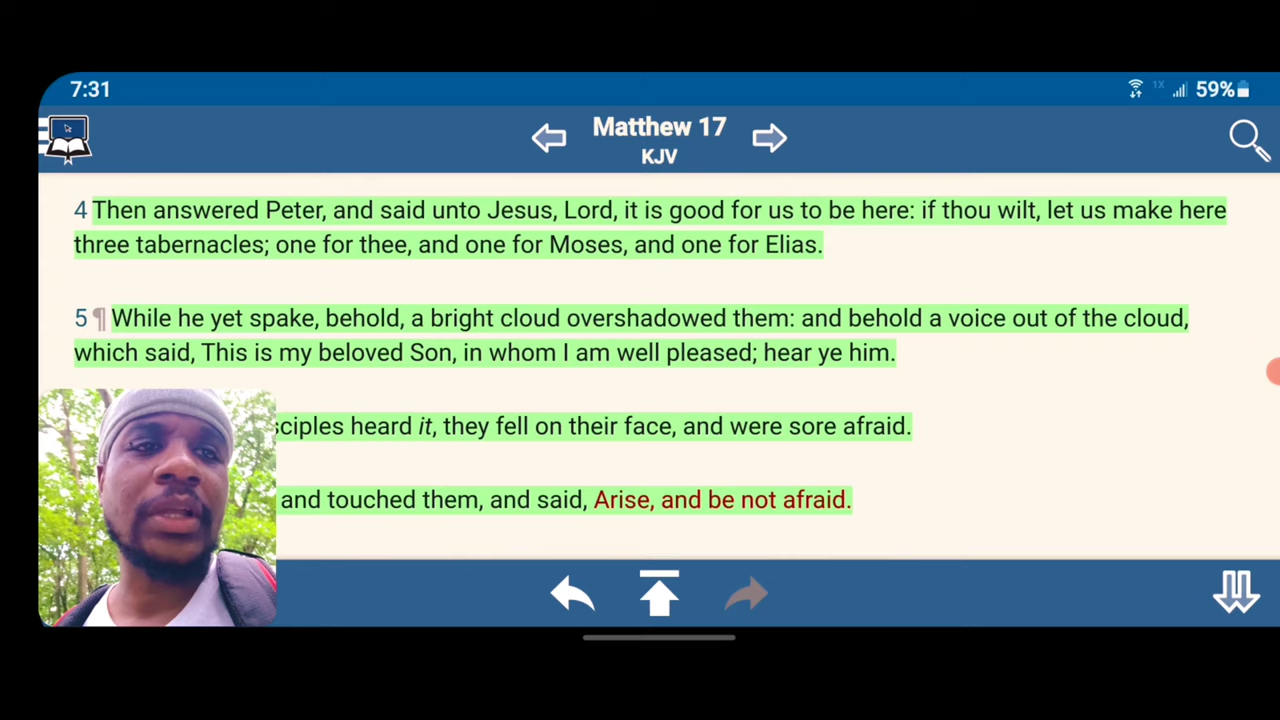 7:31 1X 59%
Matthew 17
KJV
4 Then answered Peter, and said unto Jesus, Lord, it is good for us to be here: if thou wilt, let us make here
three tabernacles; one for thee, and one for Moses, and one for Elias.
5 ¶ While he yet spake, behold, a bright cloud overshadowed them: and behold a voice out of the cloud,
which said, This is my beloved Son, in whom I am well pleased; hear ye him.
sciples heard it, they fell on their face, and were sore afraid.
and touched them, and said, Arise, and be not afraid.